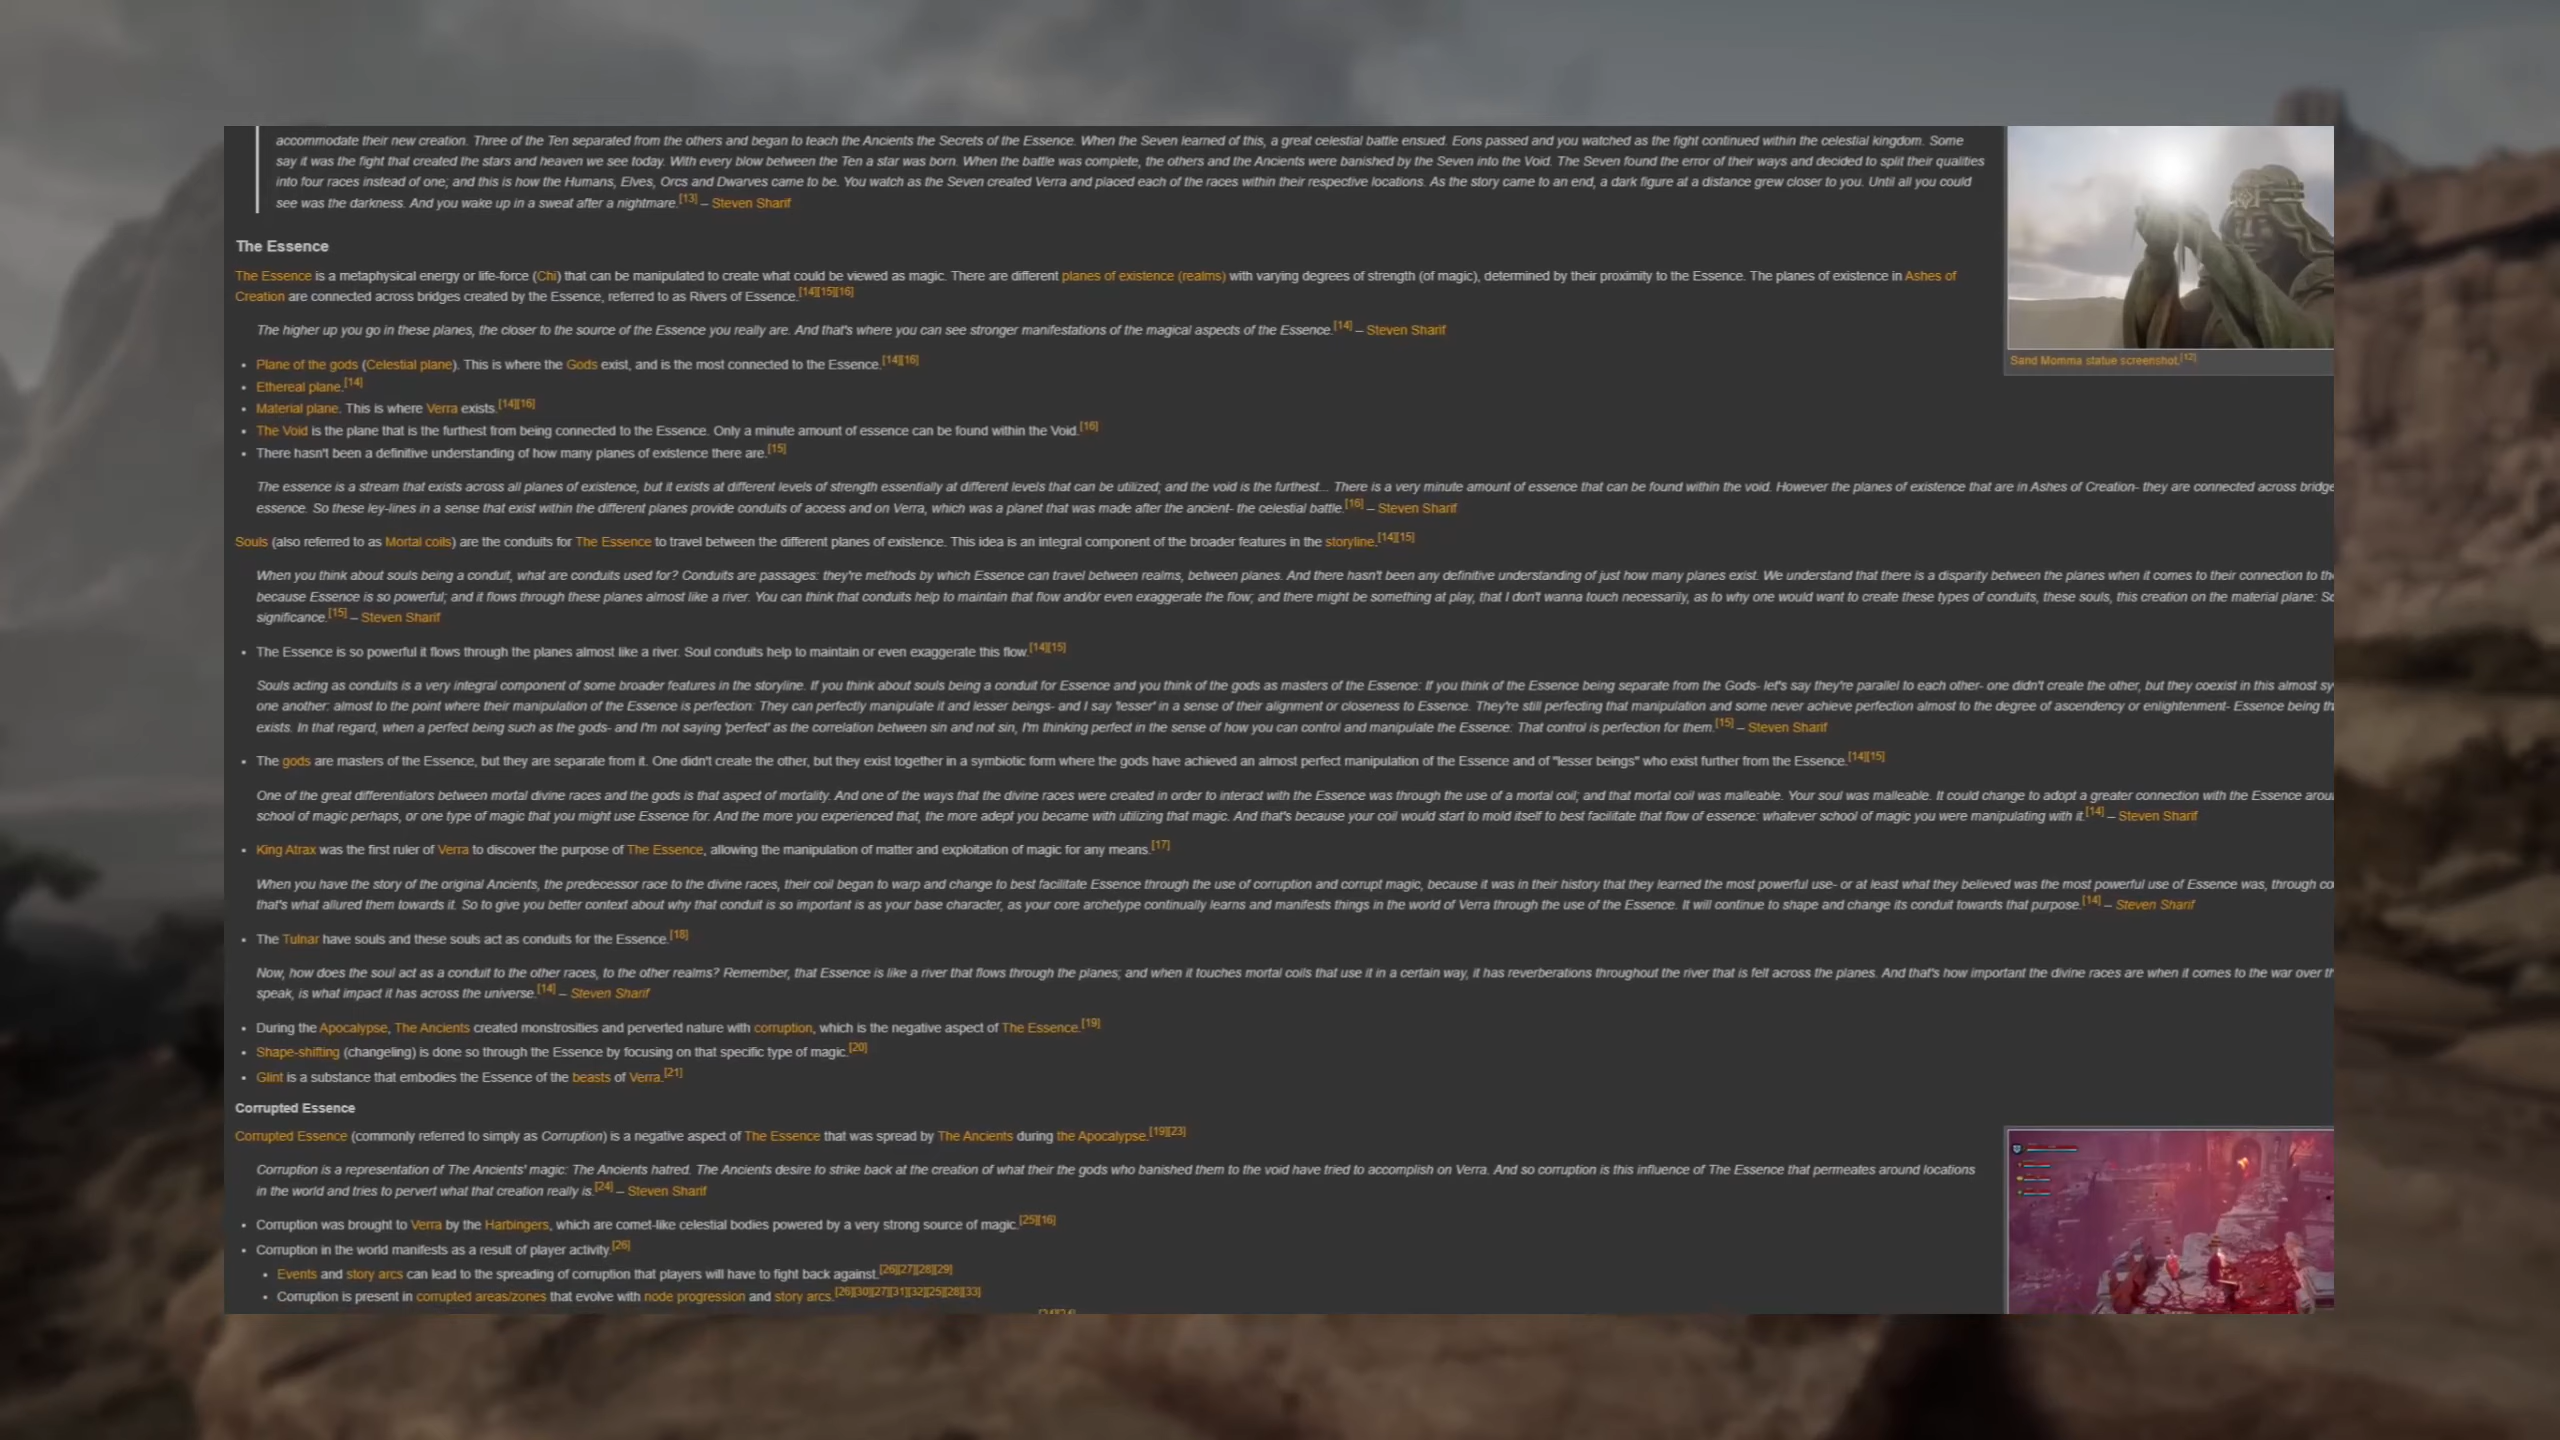 accommodate their new creation. Three of the Ten separated from the others and began to teach the Ancients the Secrets of the Essence. When the Seven learned of this, a great celestial battle ensued. Eons passed and you watched as the fight continued within the celestial kingdom. Some
say it was the fight that created the stars and heaven we see today. With every blow between the Ten a star was born. When the battle was complete, the others and the Ancients were banished by the Seven into the Void. The Seven found the error of their ways and decided to split their qualities
into four races instead of one; and this is how the Humans, Elves, Orcs and Dwarves came to be. You watch as the Seven created Verra and placed each of the races within their respective locations. As the story came to an end, a dark figure at a distance grew closer to you. Until all you could
see was the darkness. And you wake up in a sweat after a nightmare.[13] – Steven Sharif
Sand Momma statue screenshot.[12]
The Essence
The Essence is a metaphysical energy or life-force (Chi) that can be manipulated to create what could be viewed as magic. There are different planes of existence (realms) with varying degrees of strength (of magic), determined by their proximity to the Essence. The planes of existence in Ashes of
Creation are connected across bridges created by the Essence, referred to as Rivers of Essence.[14][15][16]
The higher up you go in these planes, the closer to the source of the Essence you really are. And that's where you can see stronger manifestations of the magical aspects of the Essence.[14] – Steven Sharif
• Plane of the gods (Celestial plane). This is where the Gods exist, and is the most connected to the Essence.[14][16]
• Ethereal plane.[14]
• Material plane. This is where Verra exists.[14][16]
• The Void is the plane that is the furthest from being connected to the Essence. Only a minute amount of essence can be found within the Void.[16]
• There hasn't been a definitive understanding of how many planes of existence there are.[15]
The essence is a stream that exists across all planes of existence, but it exists at different levels of strength essentially at different levels that can be utilized; and the void is the furthest... There is a very minute amount of essence that can be found within the void. However the planes of existence that are in Ashes of Creation- they are connected across bridge
essence. So these ley-lines in a sense that exist within the different planes provide conduits of access and on Verra, which was a planet that was made after the ancient- the celestial battle.[16] – Steven Sharif
Souls (also referred to as Mortal coils) are the conduits for The Essence to travel between the different planes of existence. This idea is an integral component of the broader features in the storyline.[14][15]
When you think about souls being a conduit, what are conduits used for? Conduits are passages: they're methods by which Essence can travel between realms, between planes. And there hasn't been any definitive understanding of just how many planes exist. We understand that there is a disparity between the planes when it comes to their connection to th
because Essence is so powerful; and it flows through these planes almost like a river. You can think that conduits help to maintain that flow and/or even exaggerate the flow; and there might be something at play, that I don't wanna touch necessarily, as to why one would want to create these types of conduits, these souls, this creation on the material plane: So
significance.[15] – Steven Sharif
• The Essence is so powerful it flows through the planes almost like a river. Soul conduits help to maintain or even exaggerate this flow.[14][15]
Souls acting as conduits is a very integral component of some broader features in the storyline. If you think about souls being a conduit for Essence and you think of the gods as masters of the Essence: If you think of the Essence being separate from the Gods- let's say they're parallel to each other- one didn't create the other, but they coexist in this almost sy
one another: almost to the point where their manipulation of the Essence is perfection: They can perfectly manipulate it and lesser beings- and I say 'lesser' in a sense of their alignment or closeness to Essence. They're still perfecting that manipulation and some never achieve perfection almost to the degree of ascendency or enlightenment- Essence being th
exists. In that regard, when a perfect being such as the gods- and I'm not saying 'perfect' as the correlation between sin and not sin, I'm thinking perfect in the sense of how you can control and manipulate the Essence: That control is perfection for them.[15] – Steven Sharif
• The gods are masters of the Essence, but they are separate from it. One didn't create the other, but they exist together in a symbiotic form where the gods have achieved an almost perfect manipulation of the Essence and of "lesser beings" who exist further from the Essence.[14][15]
One of the great differentiators between mortal divine races and the gods is that aspect of mortality. And one of the ways that the divine races were created in order to interact with the Essence was through the use of a mortal coil; and that mortal coil was malleable. Your soul was malleable. It could change to adopt a greater connection with the Essence arou
school of magic perhaps, or one type of magic that you might use Essence for. And the more you experienced that, the more adept you became with utilizing that magic. And that's because your coil would start to mold itself to best facilitate that flow of essence: whatever school of magic you were manipulating with it.[14] – Steven Sharif
• King Atrax was the first ruler of Verra to discover the purpose of The Essence, allowing the manipulation of matter and exploitation of magic for any means.[17]
When you have the story of the original Ancients, the predecessor race to the divine races, their coil began to warp and change to best facilitate Essence through the use of corruption and corrupt magic, because it was in their history that they learned the most powerful use- or at least what they believed was the most powerful use of Essence was, through co
that's what allured them towards it. So to give you better context about why that conduit is so important is as your base character, as your core archetype continually learns and manifests things in the world of Verra through the use of the Essence. It will continue to shape and change its conduit towards that purpose.[14] – Steven Sharif
• The Tulnar have souls and these souls act as conduits for the Essence.[18]
Now, how does the soul act as a conduit to the other races, to the other realms? Remember, that Essence is like a river that flows through the planes; and when it touches mortal coils that use it in a certain way, it has reverberations throughout the river that is felt across the planes. And that's how important the divine races are when it comes to the war over th
speak, is what impact it has across the universe.[14] – Steven Sharif
• During the Apocalypse, The Ancients created monstrosities and perverted nature with corruption, which is the negative aspect of The Essence.[19]
• Shape-shifting (changeling) is done so through the Essence by focusing on that specific type of magic.[20]
• Glint is a substance that embodies the Essence of the beasts of Verra.[21]
Corrupted Essence
Corrupted Essence (commonly referred to simply as Corruption) is a negative aspect of The Essence that was spread by The Ancients during the Apocalypse.[19][23]
Corruption is a representation of The Ancients' magic: The Ancients hatred. The Ancients desire to strike back at the creation of what their the gods who banished them to the void have tried to accomplish on Verra. And so corruption is this influence of The Essence that permeates around locations
in the world and tries to pervert what that creation really is.[24] – Steven Sharif
• Corruption was brought to Verra by the Harbingers, which are comet-like celestial bodies powered by a very strong source of magic.[25][16]
• Corruption in the world manifests as a result of player activity.[26]
• Events and story arcs can lead to the spreading of corruption that players will have to fight back against.[26][27][28][29]
• Corruption is present in corrupted areas/zones that evolve with node progression and story arcs.[26][30][27][31][32][25][28][33]